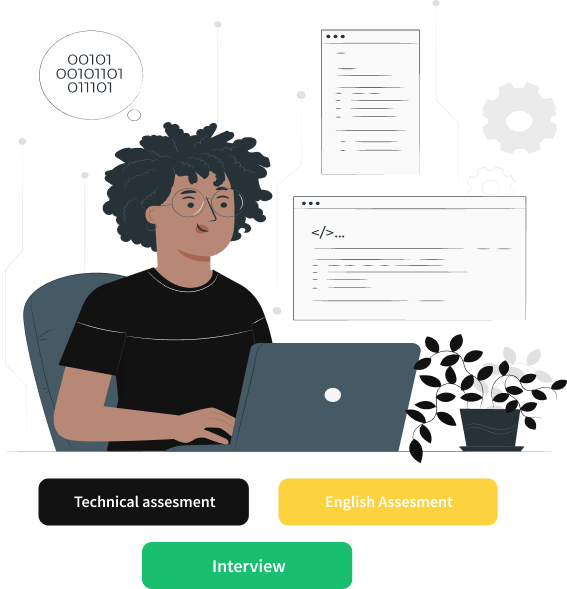 00101
00101101
011101
</>...
Technical assesment
English Assesment
Interview